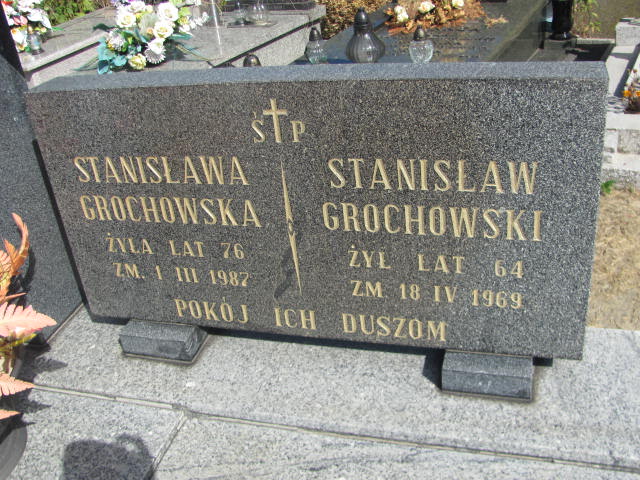 Ś P
STANISŁAWA
GROCHOWSKA
ŻYŁA LAT 76
ZM. 1 III 1987
STANISŁAW
GROCHOWSKI
ŻYŁ LAT 64
ZM 18 IV 1969
POKÓJ ICH DUSZOM